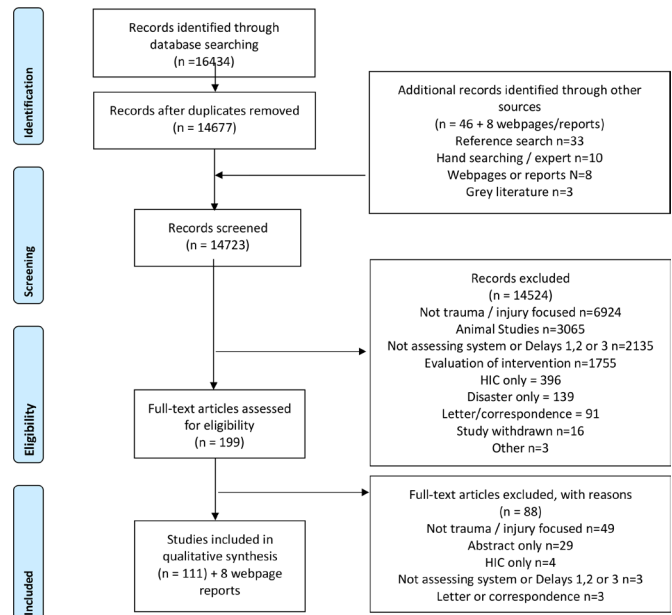 Identification
Records identified through
database searching
(n =16434)
Records after duplicates removed
(n = 14677)
Additional records identified through other
sources
(n = 46 + 8 webpages/reports)
Reference search n=33
Hand searching / expert n=10
Webpages or reports N=8
Grey literature n=3
Screening
Records screened
(n = 14723)
Records excluded
(n = 14524)
Not trauma / injury focused n=6924
Animal Studies n=3065
Not assessing system or Delays 1,2 or 3 n=2135
Evaluation of intervention n=1755
HIC only = 396
Disaster only = 139
Letter/correspondence = 91
Study withdrawn n=16
Other n=3
Eligibility
Full-text articles assessed
for eligibility
(n = 199)
Full-text articles excluded, with reasons
(n = 88)
Not trauma / injury focused n=49
Abstract only n=29
HIC only n=4
Not assessing system or Delays 1,2 or 3 n=3
Letter or correspondence n=3
Included
Studies included in
qualitative synthesis
(n = 111) + 8 webpage
reports